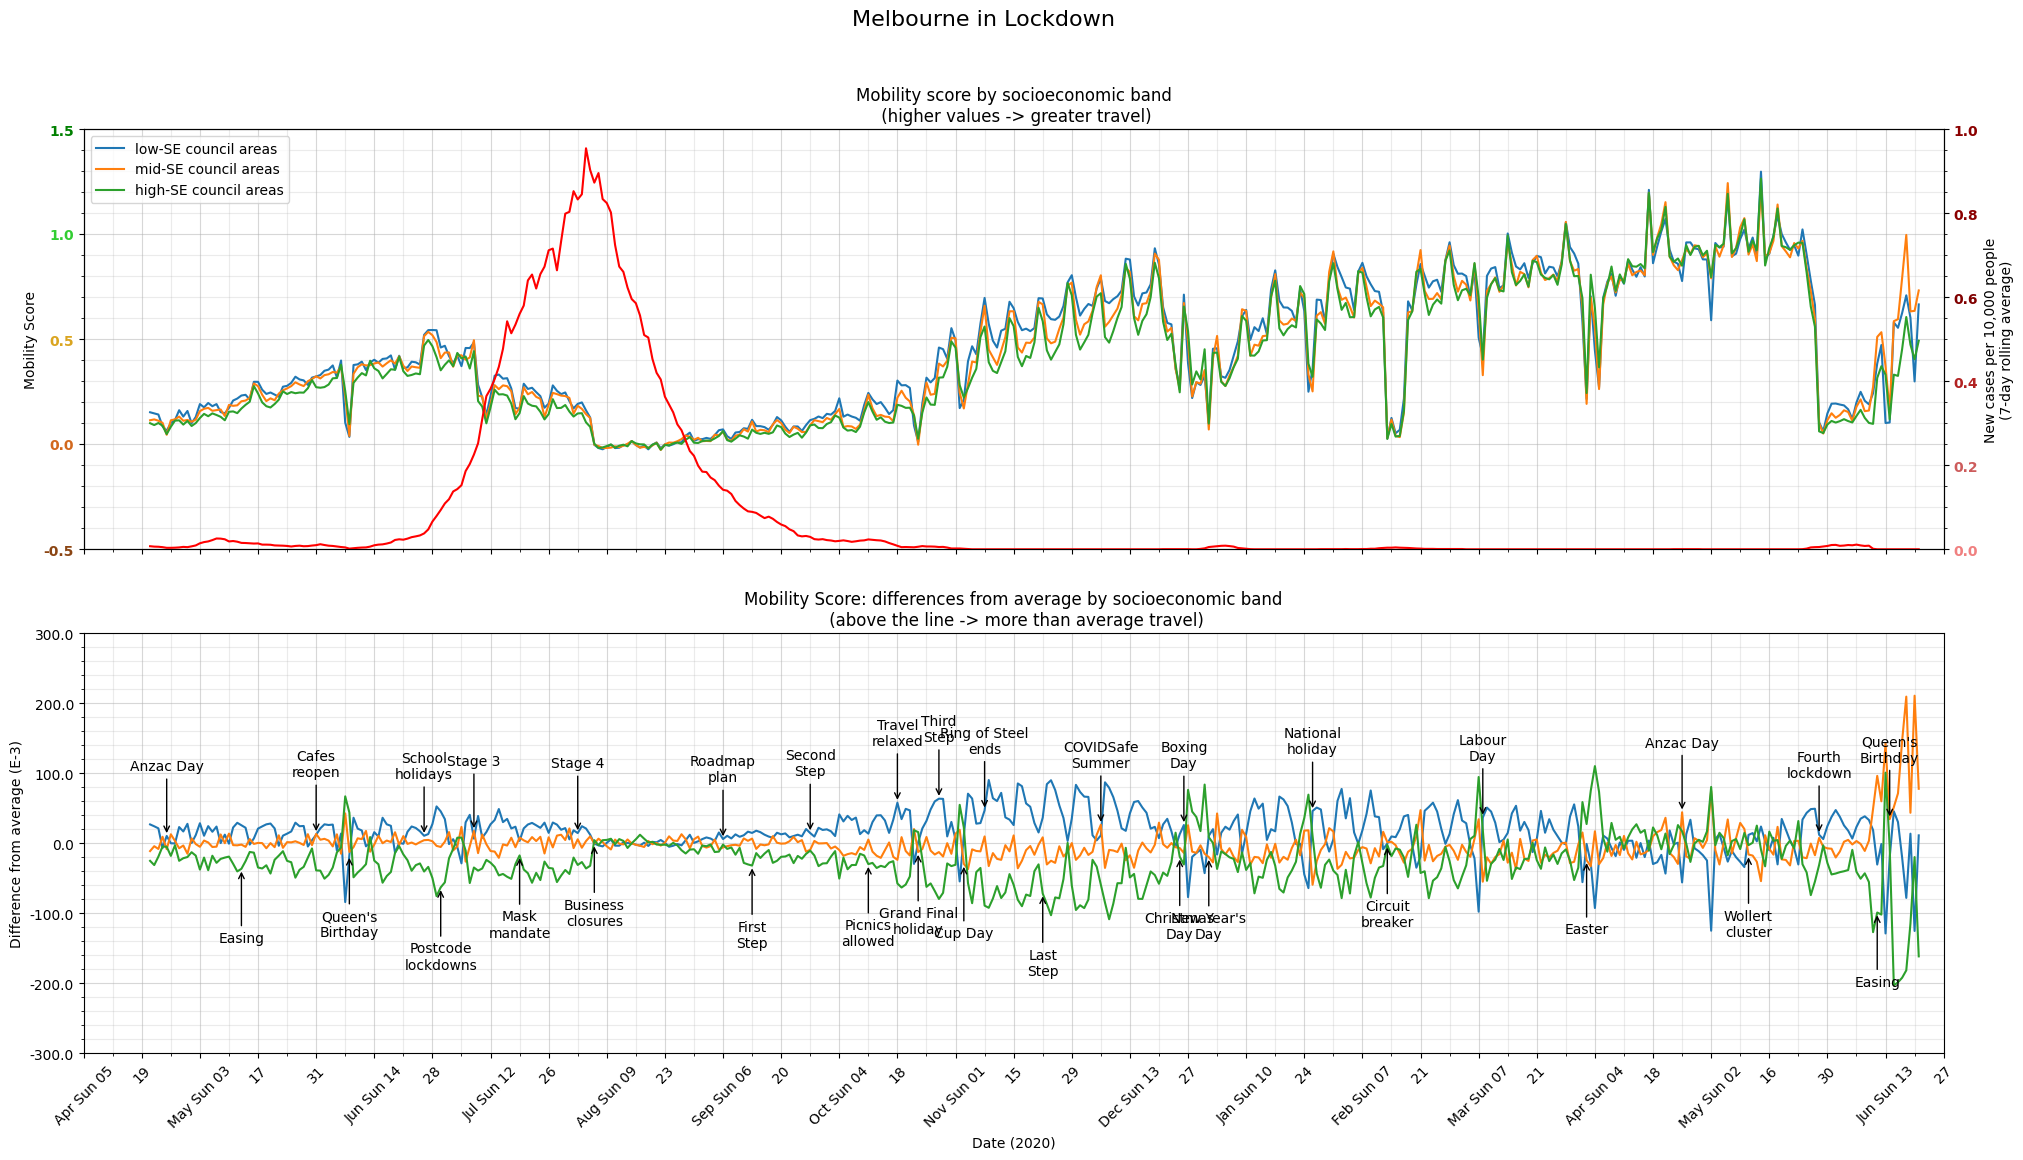 Melbourne in Lockdown
Mobility score by socioeconomic band
(higher values -> greater travel)
low-SE council areas
mid-SE council areas
high-SE council areas
1.5
1.0
0.5
0.0
-0.5
Mobility Score
1.0
0.8
0.6
0.4
0.2
0.0
New cases per 10,000 people
(7-day rolling average)
Mobility Score: differences from average by socioeconomic band
(above the line -> more than average travel)
300.0
200.0
100.0
0.0
-100.0
-200.0
-300.0
Difference from average (E-3)
Anzac Day
Easing
Cafes
reopen
Queen's
Birthday
School
holidays
Postcode
lockdowns
Stage 3
Mask
mandate
Stage 4
Business
closures
Roadmap
plan
First
Step
Second
Step
Picnics
allowed
Travel
relaxed
Grand Final
holiday
Third
Step
Cup Day
Ring of Steel
ends
Last
Step
COVIDSafe
Summer
Christmas
Day
Boxing
Day
New Year's
Day
National
holiday
Circuit
breaker
Labour
Day
Easter
Anzac Day
Wollert
cluster
Fourth
lockdown
Easing
Queen's
Birthday
Apr Sun 05
19
May Sun 03
17
31
Jun Sun 14
28
Jul Sun 12
26
Aug Sun 09
23
Sep Sun 06
20
Oct Sun 04
18
Nov Sun 01
15
29
Dec Sun 13
27
Jan Sun 10
24
Feb Sun 07
21
Mar Sun 07
21
Apr Sun 04
18
May Sun 02
16
30
Jun Sun 13
27
Date (2020)